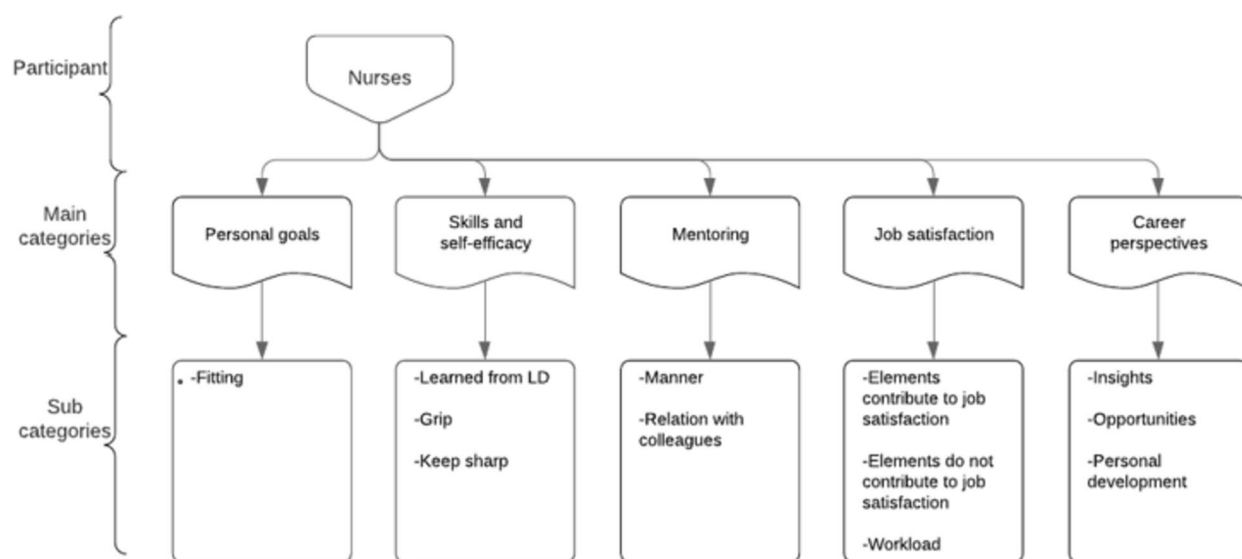 Participant
Nurses
Main
categories
Personal goals
Skills and
self-efficacy
Mentoring
Job satisfaction
Career
perspectives
Sub
categories
-Fitting
-Learned from LD
-Grip
-Keep sharp
-Manner
-Relation with
colleagues
-Elements
contribute to job
satisfaction
-Elements do not
contribute to job
satisfaction
-Workload
-Insights
-Opportunities
-Personal
development